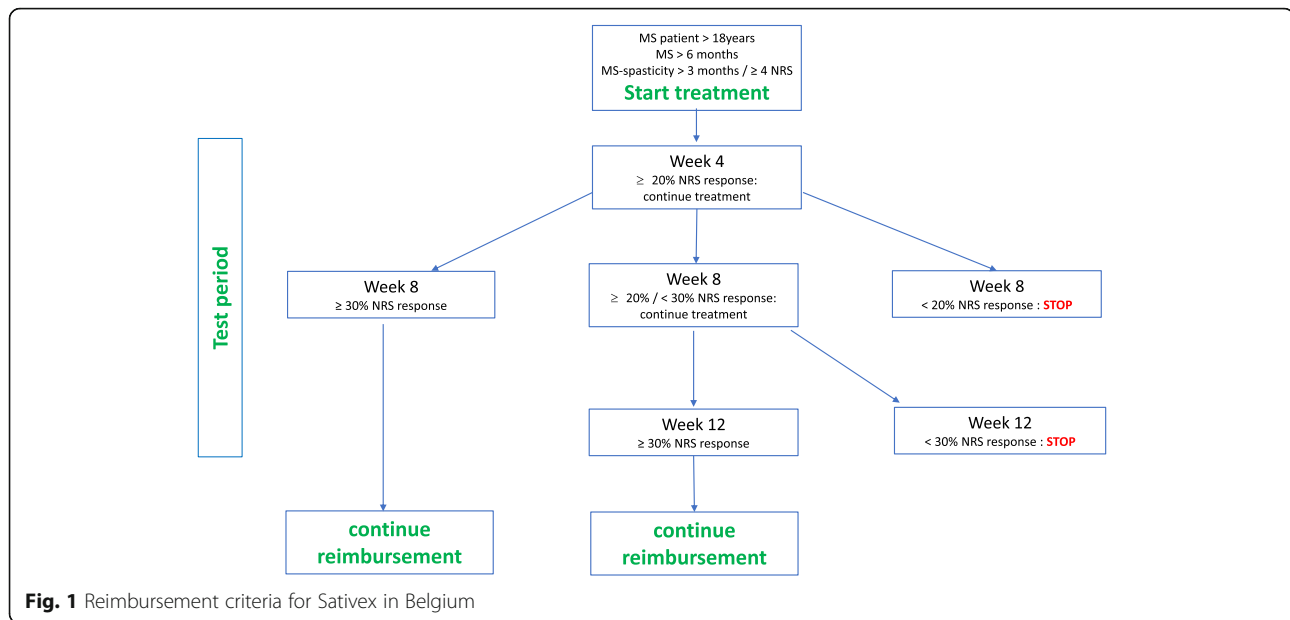 MS patient > 18years
MS > 6 months
MS-spasticity > 3 months / ≥ 4 NRS
Start treatment
Test period
Week 4
≥ 20% NRS response:
continue treatment
Week 8
≥ 30% NRS response
Week 8
≥ 20% / < 30% NRS response:
continue treatment
Week 8
< 20% NRS response : STOP
Week 12
≥ 30% NRS response
Week 12
< 30% NRS response : STOP
continue
reimbursement
continue
reimbursement
Fig. 1 Reimbursement criteria for Sativex in Belgium